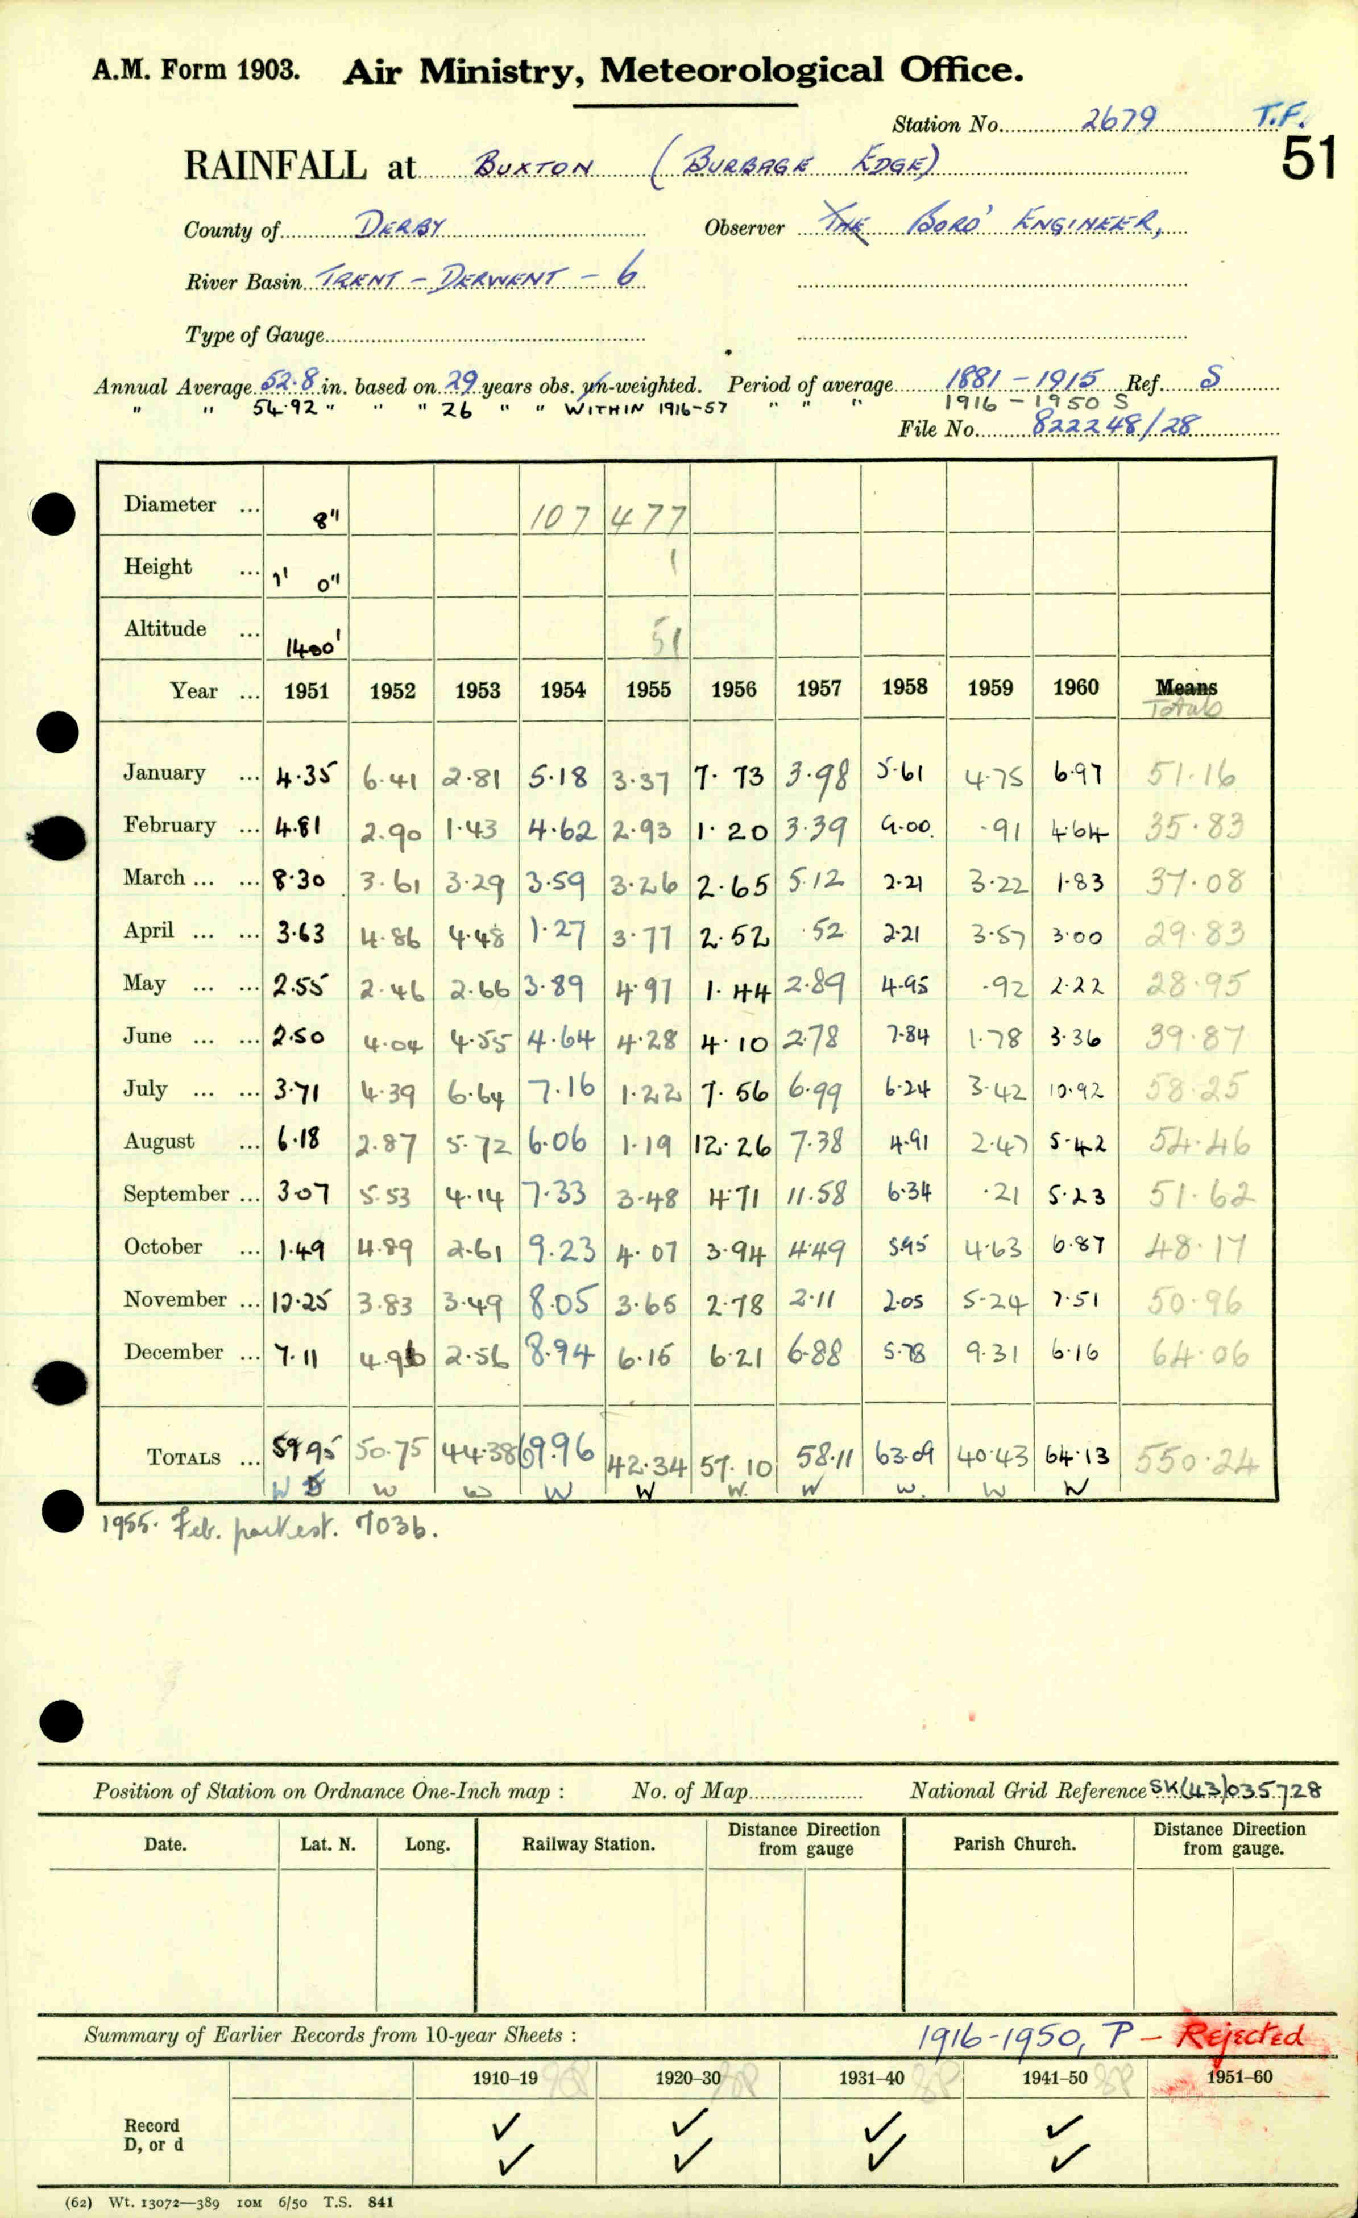 A.M. Form 1903. Air Ministry, Meteorological Office.
Station No. 2679 T.F.
51
RAINFALL at BUXTON (BURBAGE EDGE)
County of DERBY Observer THE BORO' ENGINEER,
River Basin TRENT - DERWENT - 6
Type of Gauge
Annual Average 52.8 in. based on 29 years obs. un-weighted. Period of average 1881 - 1915 Ref. S
" " 54.92 " " " 26 " " WITHIN 1916-57 " " " 1916 - 1950 S
File No. 822248/28
Diameter ... 8" 107 477
Height ... 1' 0" 1
Altitude ... 1400' 51
Year ... 1951 1952 1953 1954 1955 1956 1957 1958 1959 1960 Means
Totals
January ... 4.35 6.41 2.81 5.18 3.37 7.73 3.98 5.61 4.75 6.97 51.16
February ... 4.81 2.90 1.43 4.62 2.93 1.20 3.39 9.00 .91 4.64 35.83
March ... ... 8.30 3.61 3.29 3.59 3.26 2.65 5.12 2.21 3.22 1.83 37.08
April ... ... 3.63 4.86 4.48 1.27 3.77 2.52 .52 2.21 3.57 3.00 29.83
May ... ... 2.55 2.46 2.66 3.89 4.97 1.44 2.89 4.95 .92 2.22 28.95
June ... ... 2.50 4.04 4.55 4.64 4.28 4.10 2.78 7.84 1.78 3.36 39.87
July ... ... 3.71 4.39 6.64 7.16 1.22 7.56 6.99 6.24 3.42 10.92 58.25
August ... 6.18 2.87 5.72 6.06 1.19 12.26 7.38 4.91 2.47 5.42 54.46
September ... 3.07 5.53 4.14 7.33 3.48 4.71 11.58 6.34 .21 5.23 51.62
October ... 1.49 4.89 2.61 9.23 4.07 3.94 4.49 5.95 4.63 6.87 48.17
November ... 12.25 3.83 3.49 8.05 3.65 2.78 2.11 2.05 5.24 7.51 50.96
December ... 7.11 4.96 2.56 8.94 6.15 6.21 6.88 5.78 9.31 6.16 64.06
TOTALS ... 59.95 50.75 44.38 69.96 42.34 57.10 58.11 63.09 40.43 64.13 550.24
W W W W W W. W W. W W
1955. Feb. part est. 7036.
Position of Station on Ordnance One-Inch map : No. of Map National Grid Reference SK(43)035728
Date. Lat. N. Long. Railway Station. Distance from Direction gauge Parish Church. Distance from Direction gauge.
Summary of Earlier Records from 10-year Sheets : 1916-1950, P - Rejected
1910–19 1920–30 1931–40 1941–50 1951–60
Record ✓ ✓ ✓ ✓
D, or d ✓ ✓ ✓ ✓
(62) Wt. 13072—389 10M 6/50 T.S. 841